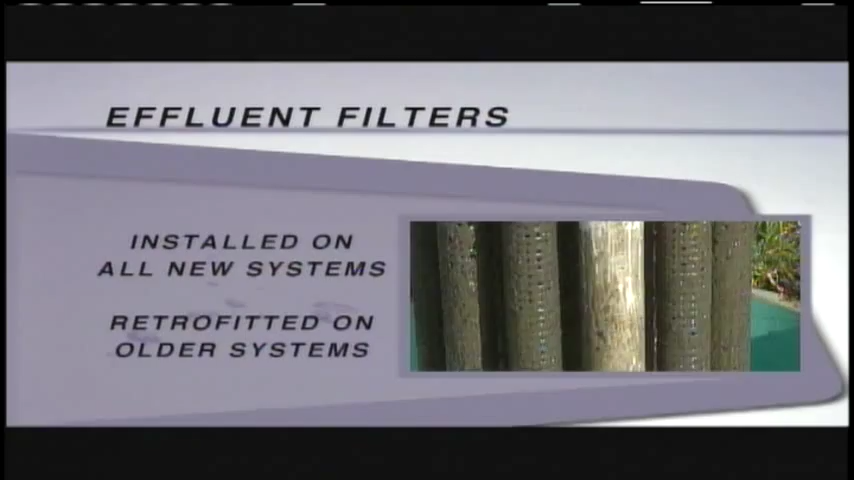 EFFLUENT FILTERS
INSTALLED ON
ALL NEW SYSTEMS
RETROFITTED ON
OLDER SYSTEMS